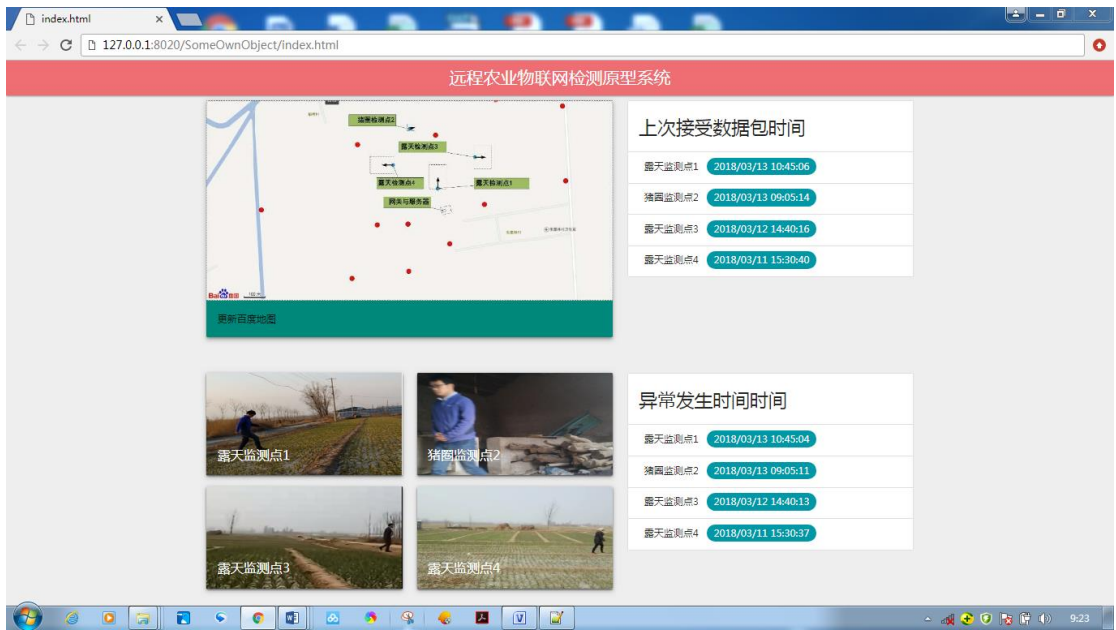 index.html
127.0.0.1:8020/SomeOwnObject/index.html
远程农业物联网检测原型系统
猪圈检测点2
露天检测点3
露天检测点4
露天检测点1
网关与服务器
更新百度地图
上次接受数据包时间
露天监测点1 2018/03/13 10:45:06
猪圈监测点2 2018/03/13 09:05:14
露天监测点3 2018/03/12 14:40:16
露天监测点4 2018/03/11 15:30:40
露天监测点1
猪圈监测点2
露天监测点3
露天监测点4
异常发生时间时间
露天监测点1 2018/03/13 10:45:04
猪圈监测点2 2018/03/13 09:05:11
露天监测点3 2018/03/12 14:40:13
露天监测点4 2018/03/11 15:30:37
9:23